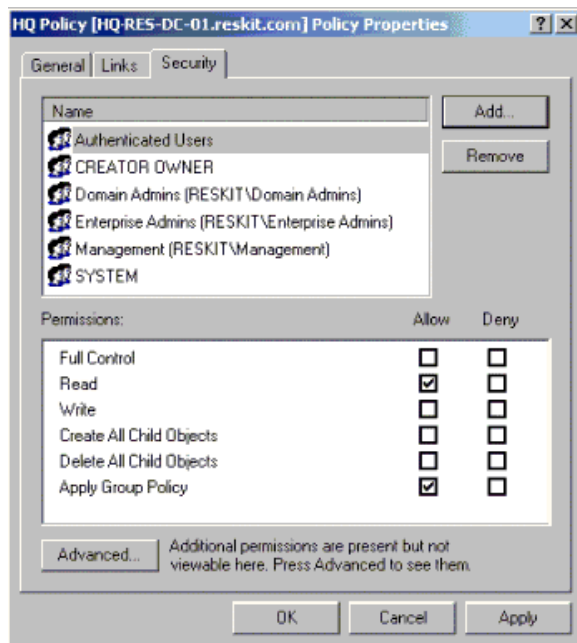 HQ Policy [HQ-RES-DC-01.reskit.com] Policy Properties
General Links Security
Name
Add...
Authenticated Users
Remove
CREATOR OWNER
Domain Admins (RESKIT\Domain Admins)
Enterprise Admins (RESKIT\Enterprise Admins)
Management (RESKIT\Management)
SYSTEM
Permissions: Allow Deny
Full Control
Read
Write
Create All Child Objects
Delete All Child Objects
Apply Group Policy
Advanced...
Additional permissions are present but not
viewable here. Press Advanced to see them.
OK Cancel Apply